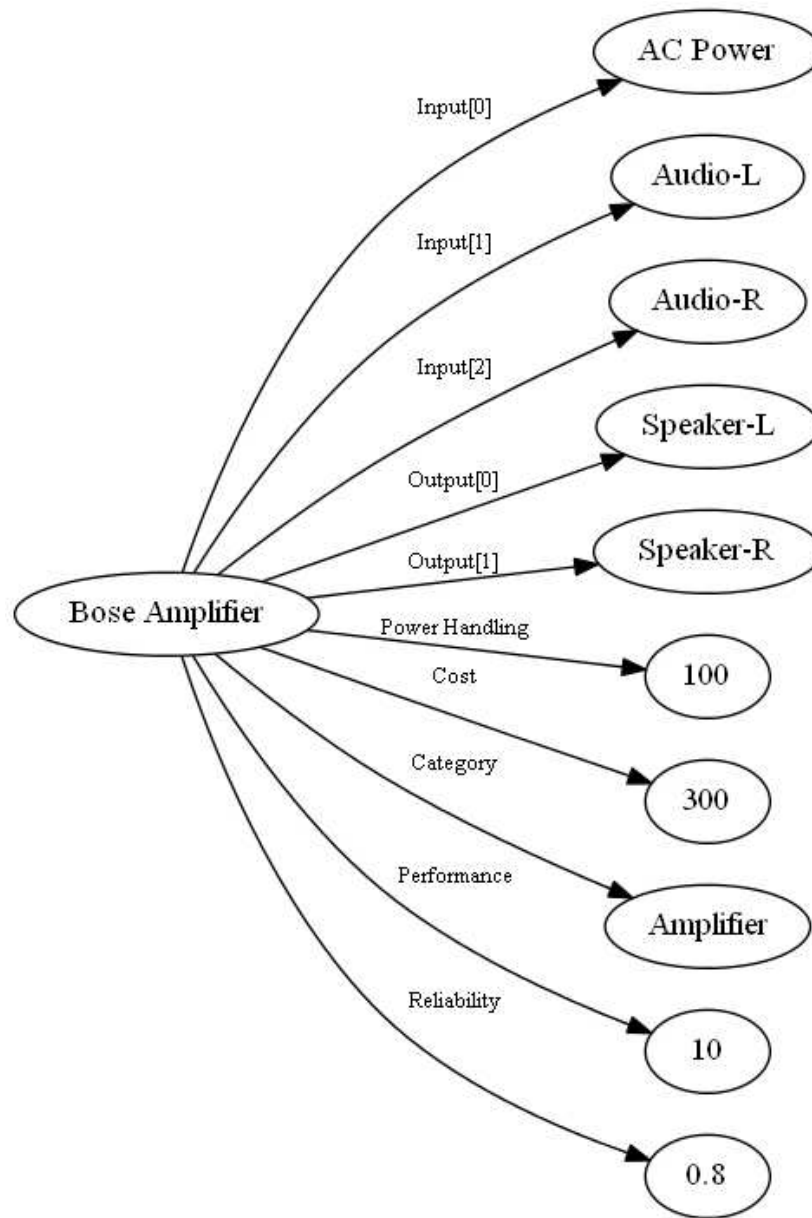 AC Power
Input[0]
Audio-L
Input[1]
Audio-R
Input[2]
Speaker-L
Output[0]
Speaker-R
Output[1]
Bose Amplifier
Power Handling
100
Cost
300
Category
Amplifier
Performance
10
Reliability
0.8